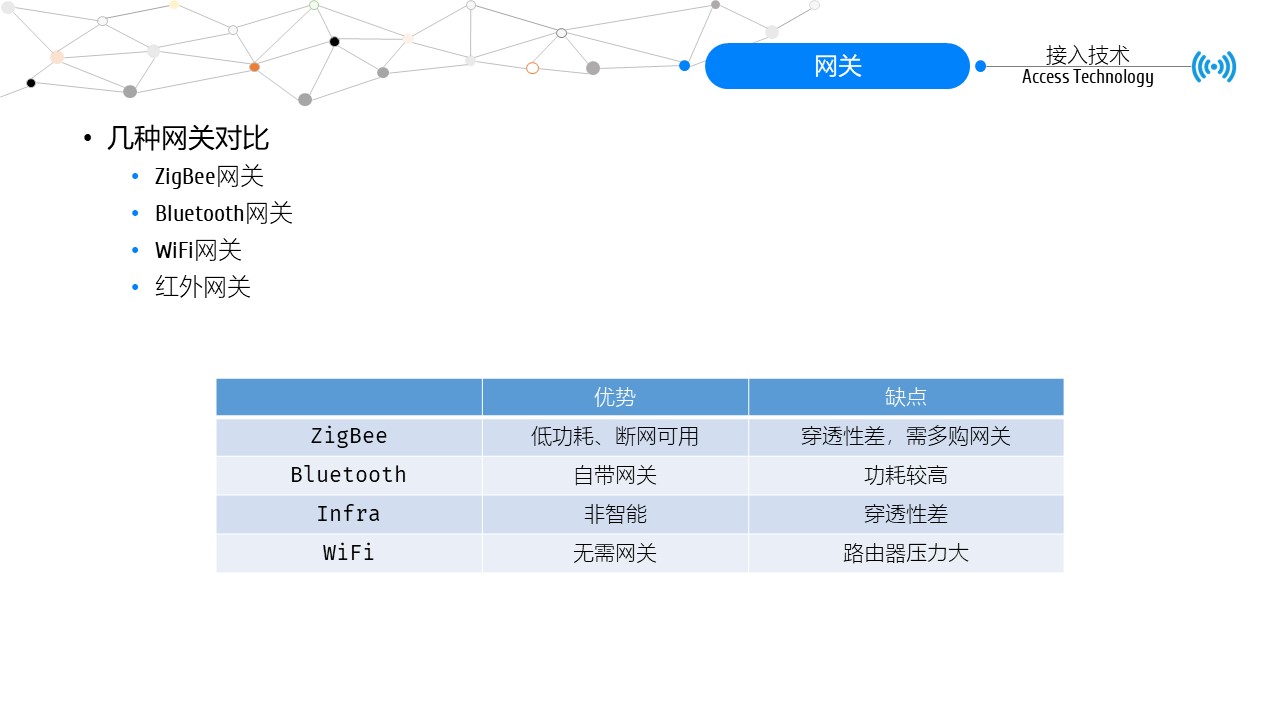 网关
接入技术
Access Technology
• 几种网关对比
• ZigBee网关
• Bluetooth网关
• WiFi网关
• 红外网关
优势 缺点
ZigBee 低功耗、断网可用 穿透性差，需多购网关
Bluetooth 自带网关 功耗较高
Infra 非智能 穿透性差
WiFi 无需网关 路由器压力大